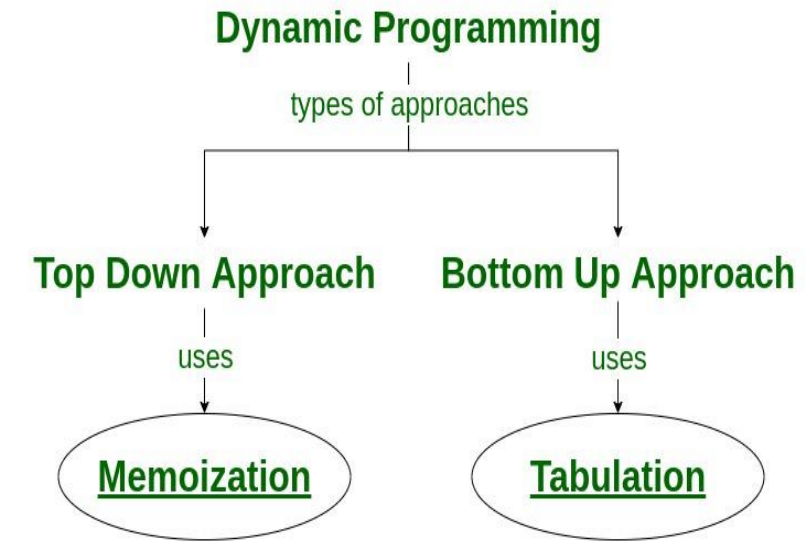 Dynamic Programming
types of approaches
Top Down Approach
Bottom Up Approach
uses
uses
Memoization
Tabulation